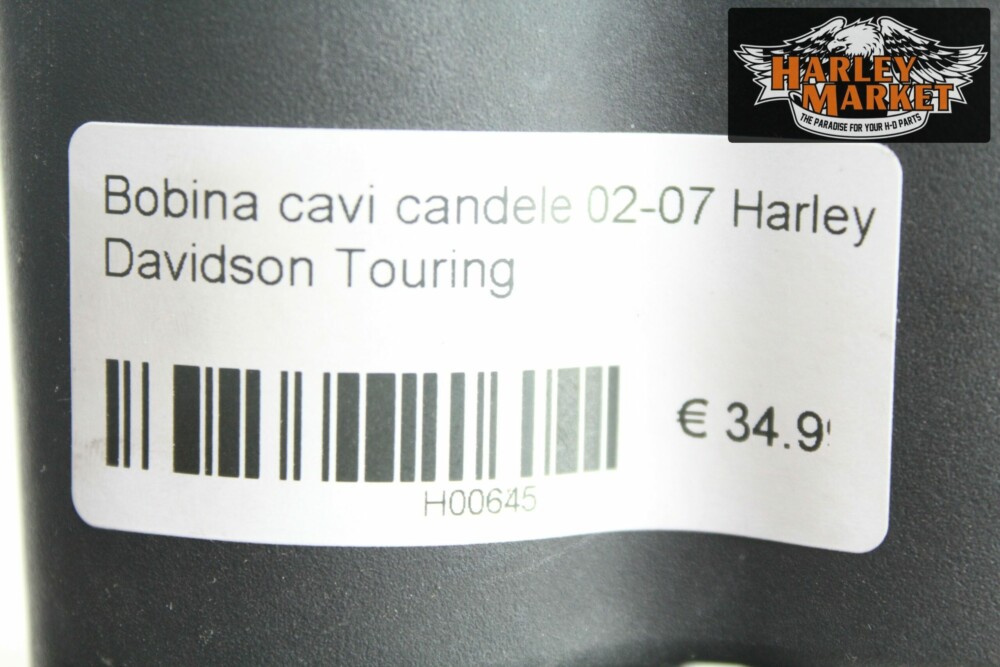 HARLEY
MARKET
THE PARADISE FOR YOUR H-D PARTS
Bobina cavi candele 02-07 Harley
Davidson Touring
€ 34.9
H00645